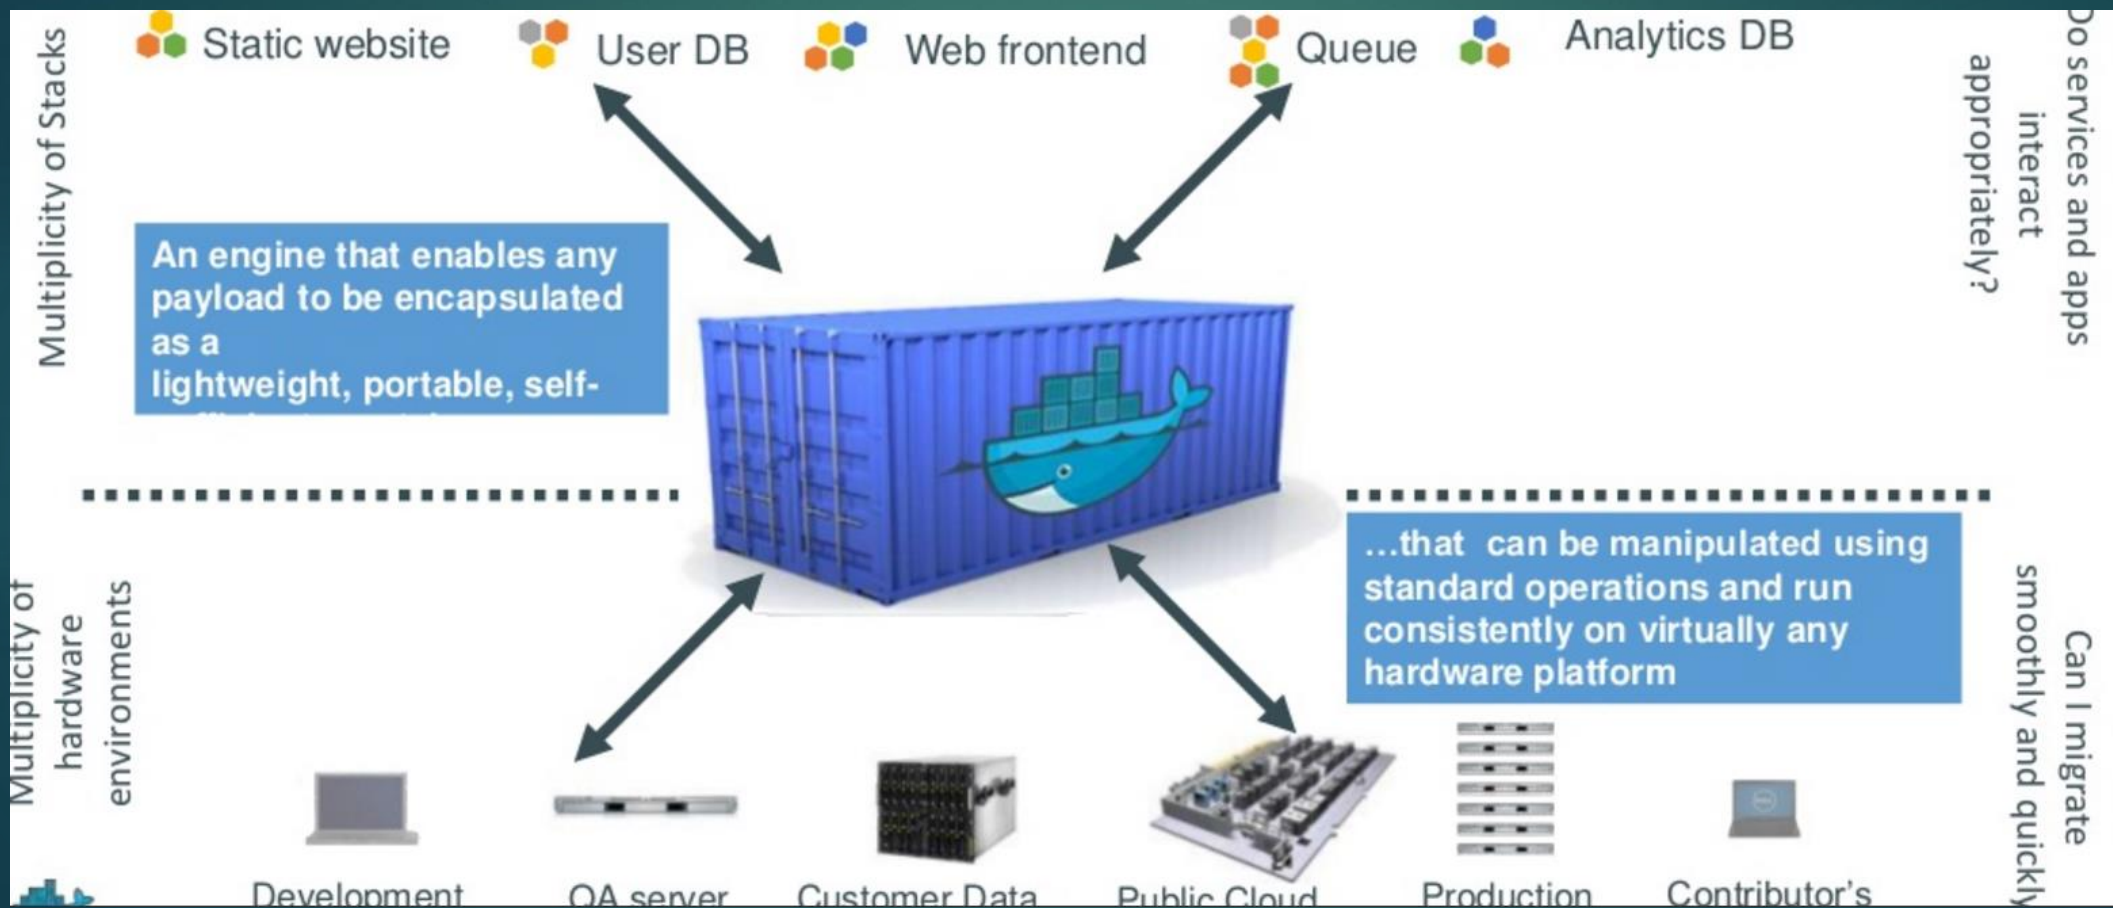 Static website
User DB
Web frontend
Queue
Analytics DB
Multiplicity of Stacks
Do services and apps
interact
appropriately?
An engine that enables any
payload to be encapsulated
as a
lightweight, portable, self-
…that can be manipulated using
standard operations and run
consistently on virtually any
hardware platform
Multiplicity of
hardware
environments
Can I migrate
smoothly and quickly
Development
QA server
Customer Data
Public Cloud
Production
Contributor's